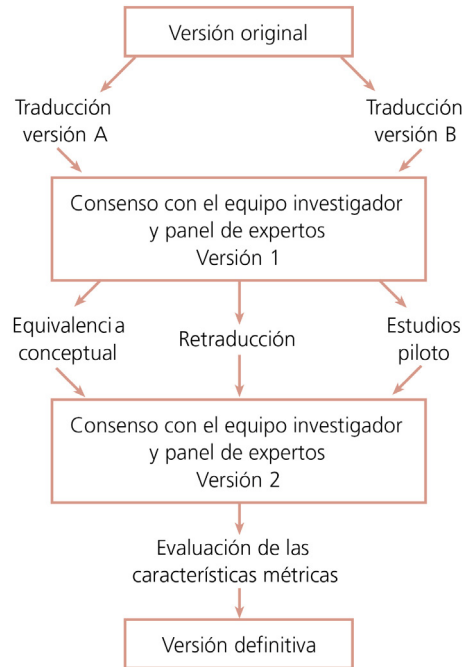 Versión original
Traducción
versión A
Traducción
versión B
Consenso con el equipo investigador
y panel de expertos
Versión 1
Equivalencia
conceptual
Retraducción
Estudios
piloto
Consenso con el equipo investigador
y panel de expertos
Versión 2
Evaluación de las
características métricas
Versión definitiva